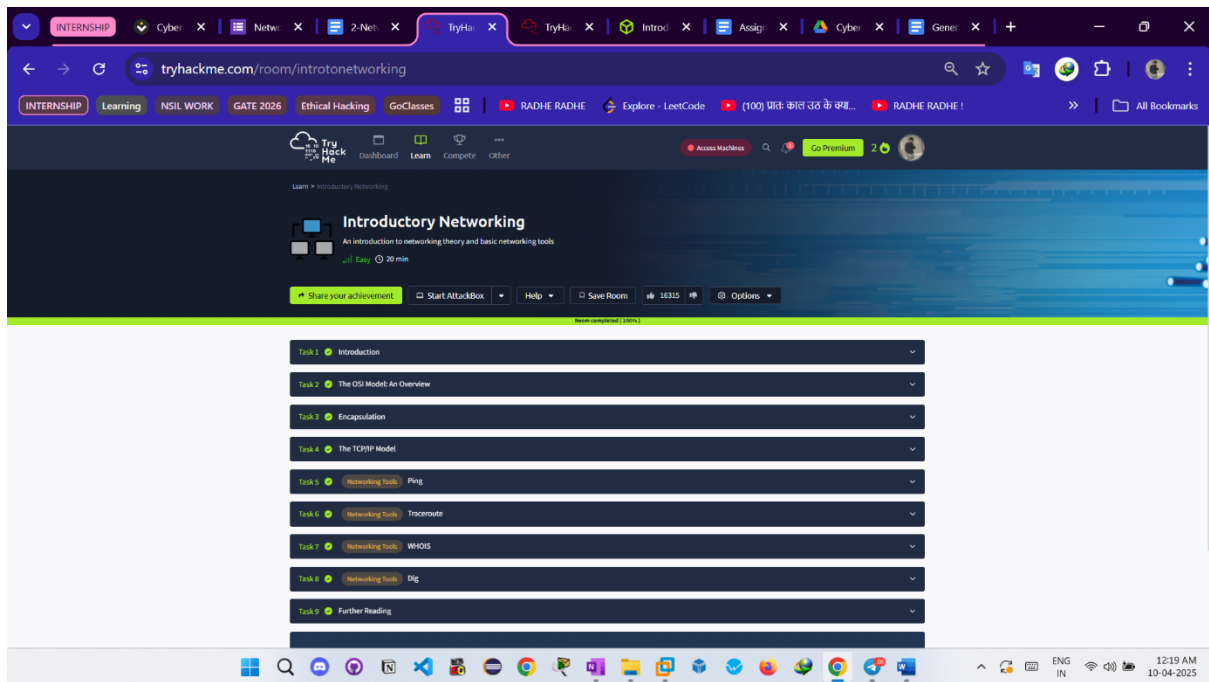 INTERNSHIP Cyber Netwo 2-Net TryHac TryHac Introd Assign Cyber Gener
tryhackme.com/room/introtonetworking
INTERNSHIP Learning NSIL WORK GATE 2026 Ethical Hacking GoClasses RADHE RADHE Explore - LeetCode (100) प्रातः काल उठ के क्या... RADHE RADHE ! All Bookmarks
Try Hack Me Dashboard Learn Compete Other Access Machines Go Premium 2
Learn > Introductory Networking
Introductory Networking
An introduction to networking theory and basic networking tools
Easy 20 min
Share your achievement Start AttackBox Help Save Room 16315 Options
Room completed ( 100% )
Task 1 Introduction
Task 2 The OSI Model: An Overview
Task 3 Encapsulation
Task 4 The TCP/IP Model
Task 5 Networking Tools Ping
Task 6 Networking Tools Traceroute
Task 7 Networking Tools WHOIS
Task 8 Networking Tools Dig
Task 9 Further Reading
ENG 12:19 AM
IN 10-04-2025